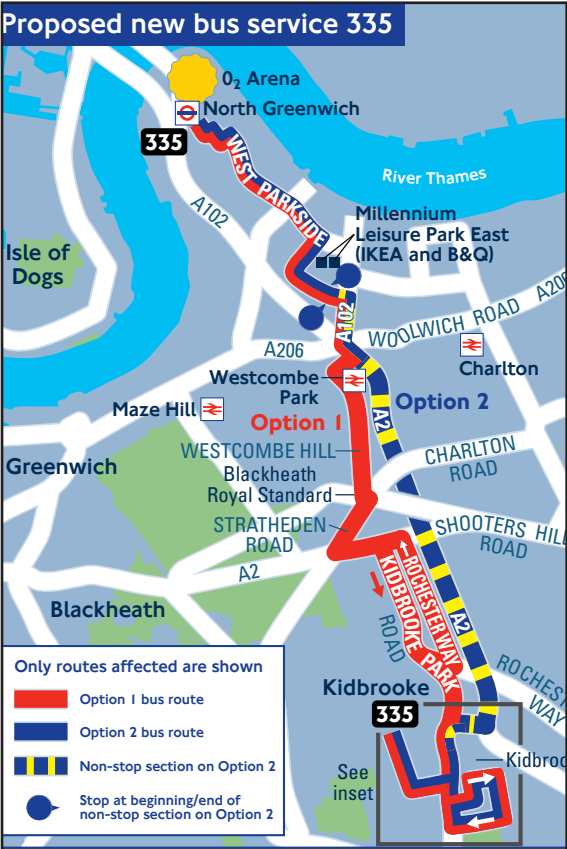 Proposed new bus service 335
O2 Arena
North Greenwich
335
WEST PARKSIDE
River Thames
A102
Millennium
Leisure Park East
(IKEA and B&Q)
Isle of
Dogs
A102
WOOLWICH ROAD
A206
A206
Charlton
Westcombe
Park
Option 2
Maze Hill
Option 1
A2
WESTCOMBE HILL
CHARLTON
ROAD
Greenwich
Blackheath
Royal Standard
STRATHEDEN
ROAD
SHOOTERS HILL
ROAD
A2
ROCHESTER WAY
KIDBROOKE PARK
ROAD
A2
Blackheath
Only routes affected are shown
Option 1 bus route
Option 2 bus route
Non-stop section on Option 2
Stop at beginning/end of
non-stop section on Option 2
ROCHEST
WAY
Kidbrooke
335
See
inset
Kidbroo